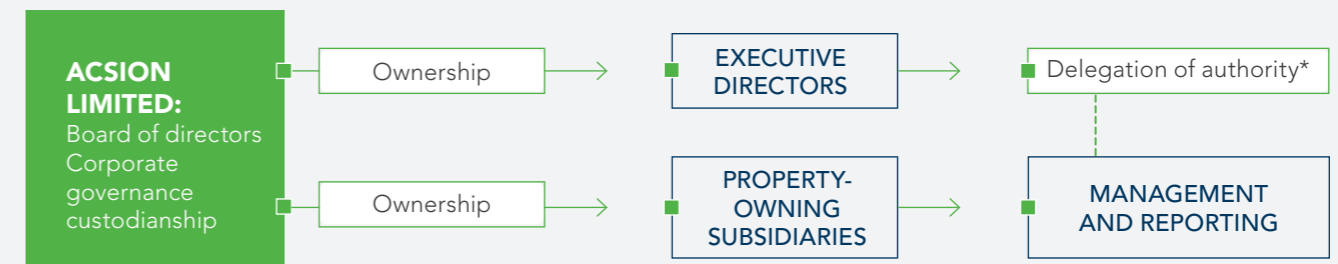 ACSION
LIMITED:
Board of directors
Corporate
governance
custodianship
Ownership
EXECUTIVE
DIRECTORS
Delegation of authority*
Ownership
PROPERTY-
OWNING
SUBSIDIARIES
MANAGEMENT
AND REPORTING